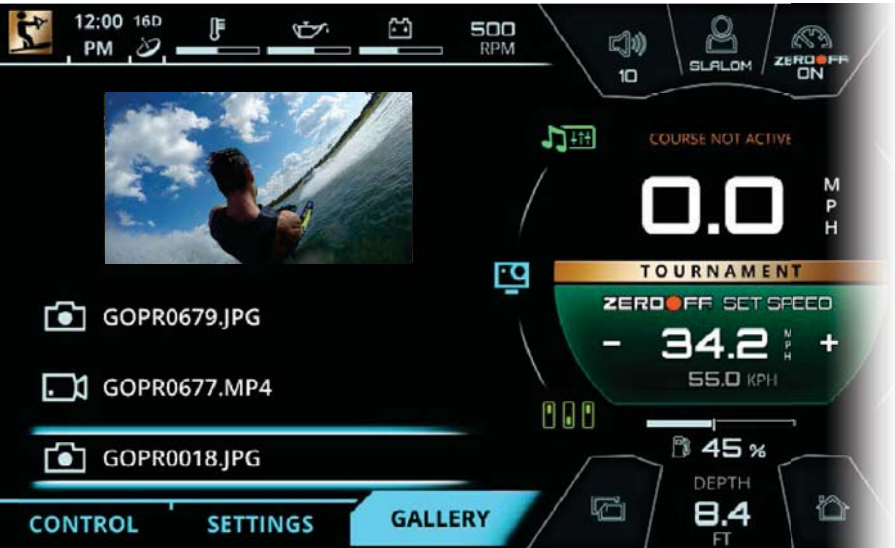 12:00 PM
16D
500 RPM
10
SLALOM
ZEROOFF
ON
COURSE NOT ACTIVE
0.0 MPH
TOURNAMENT
ZEROOFF SET SPEED
- 34.2 MPH +
55.0 KPH
GOPR0679.JPG
GOPR0677.MP4
GOPR0018.JPG
45 %
DEPTH
8.4
FT
CONTROL
SETTINGS
GALLERY